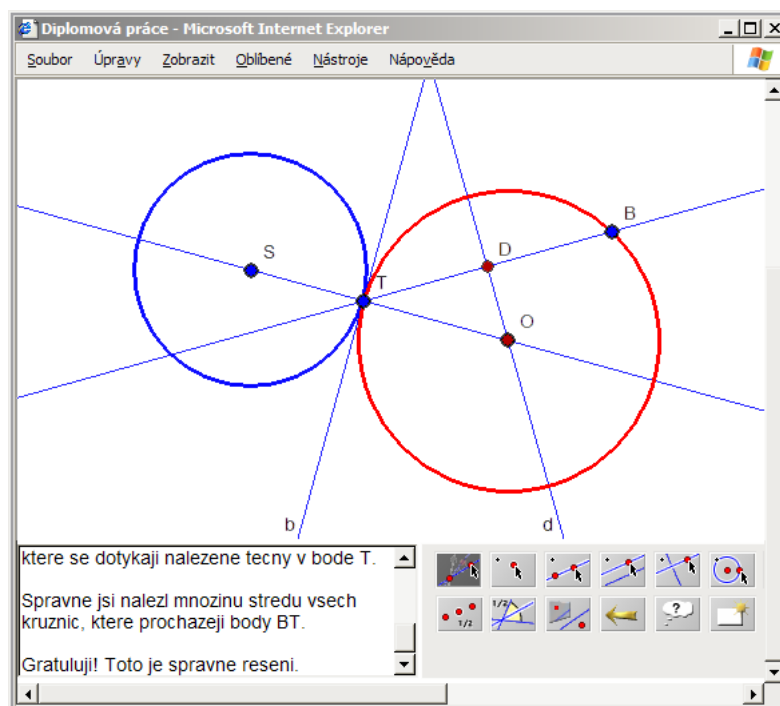 Diplomová práce - Microsoft Internet Explorer
Soubor Úpravy Zobrazit Oblíbené Nástroje Nápověda
B
S
D
T
O
b
d
ktere se dotykaji nalezene tecny v bode T.
Spravne jsi nalezl mnozinu stredu vsech
kruznic, ktere prochazeji body BT.
Gratuluji! Toto je spravne reseni.
1/2
1/2
?